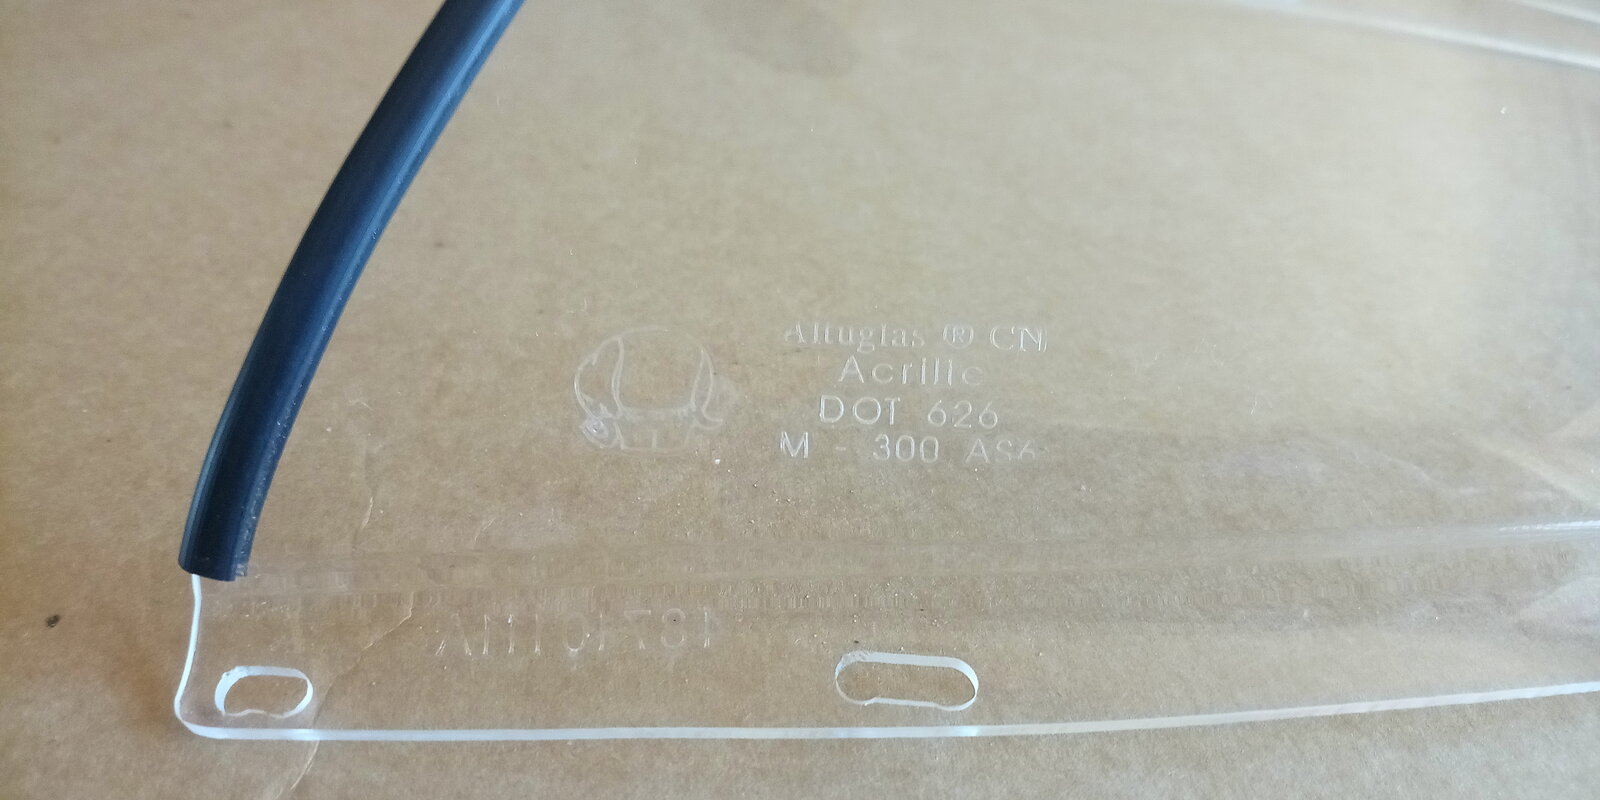 Altuglas ® CN
Acrilic
DOT 626
M - 300 AS6